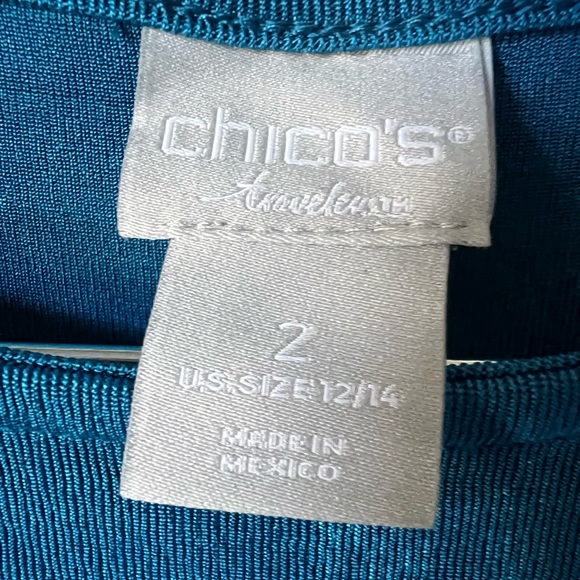 chico's®
Travelers™
2
U.S. SIZE 12/14
MADE IN
MEXICO